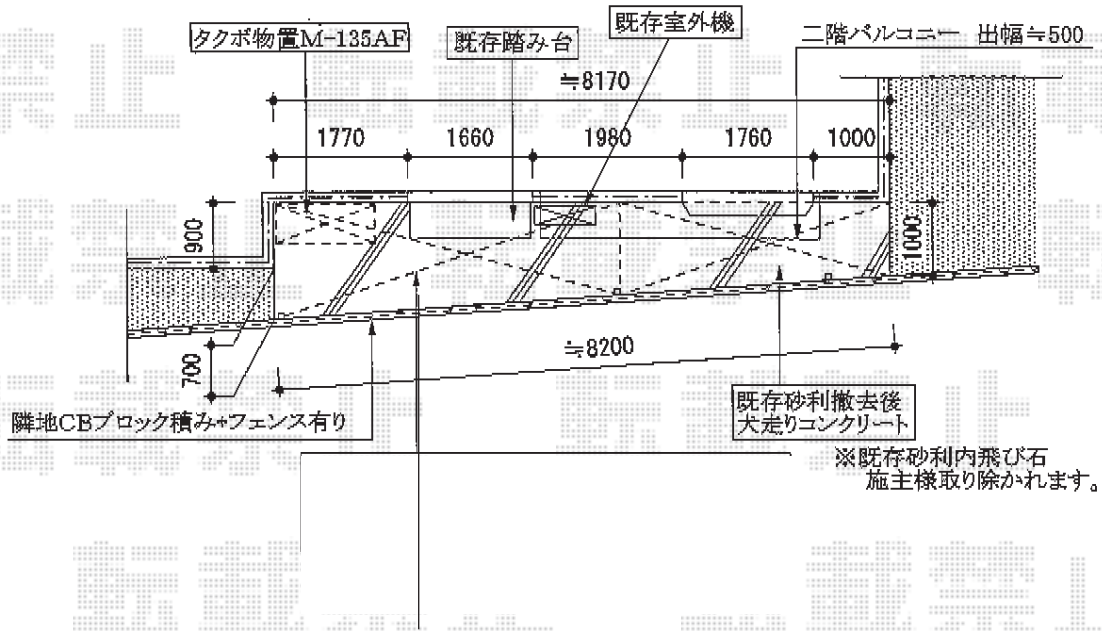 タクボ物置M-135AF
既存踏み台
既存室外機
二階バルコニー 出幅≒500
≒8170
1770
1660
1980
1760
1000
900
1000
700
≒8200
隣地CBブロック積み+フェンス有り
既存砂利撤去後
犬走りコンクリート
※既存砂利内飛び石
施主様取り除かれます。
転載禁止